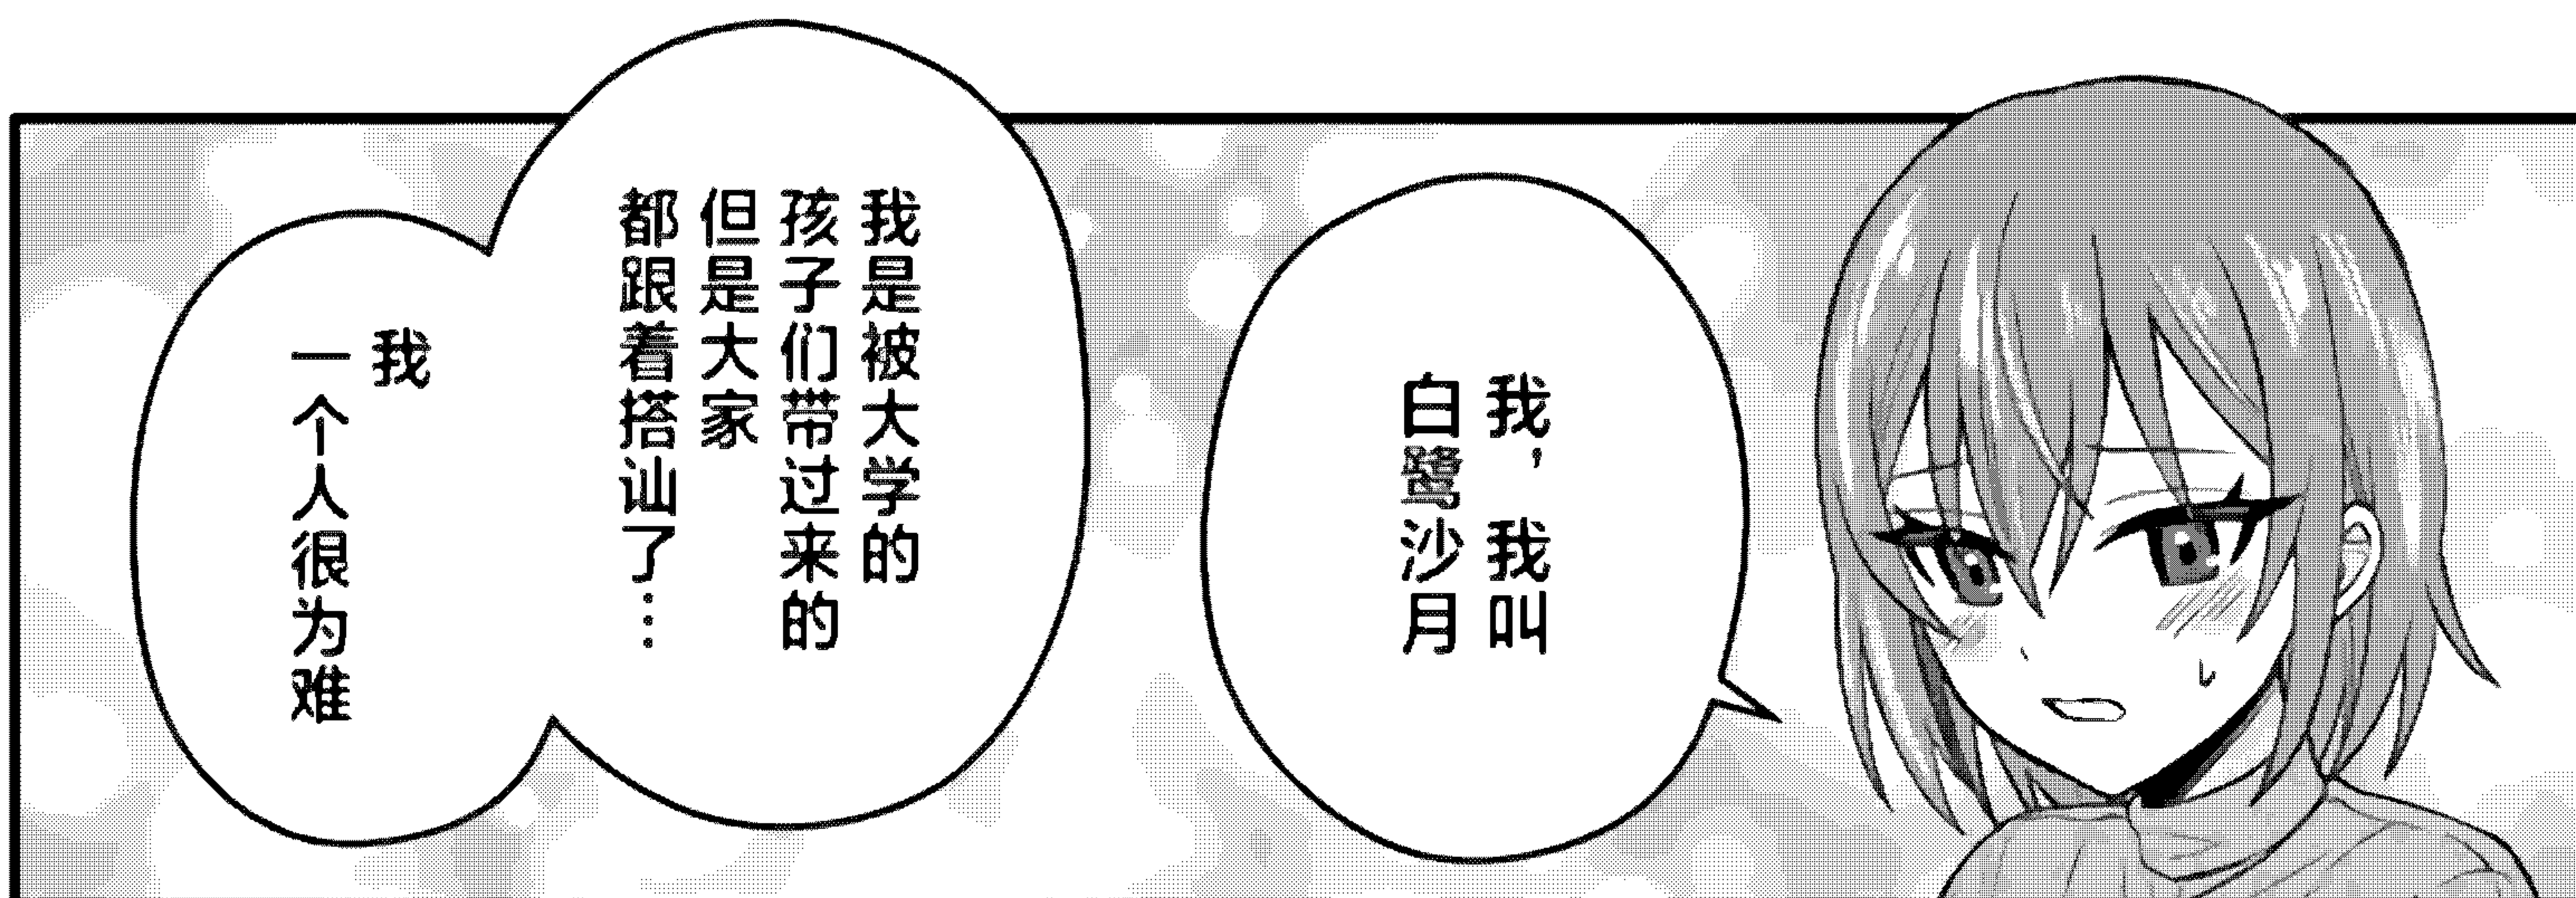 我，我叫
白鹭沙月
我是被大学的
孩子们带过来的
但是大家
都跟着搭讪了…
我
一个人很为难